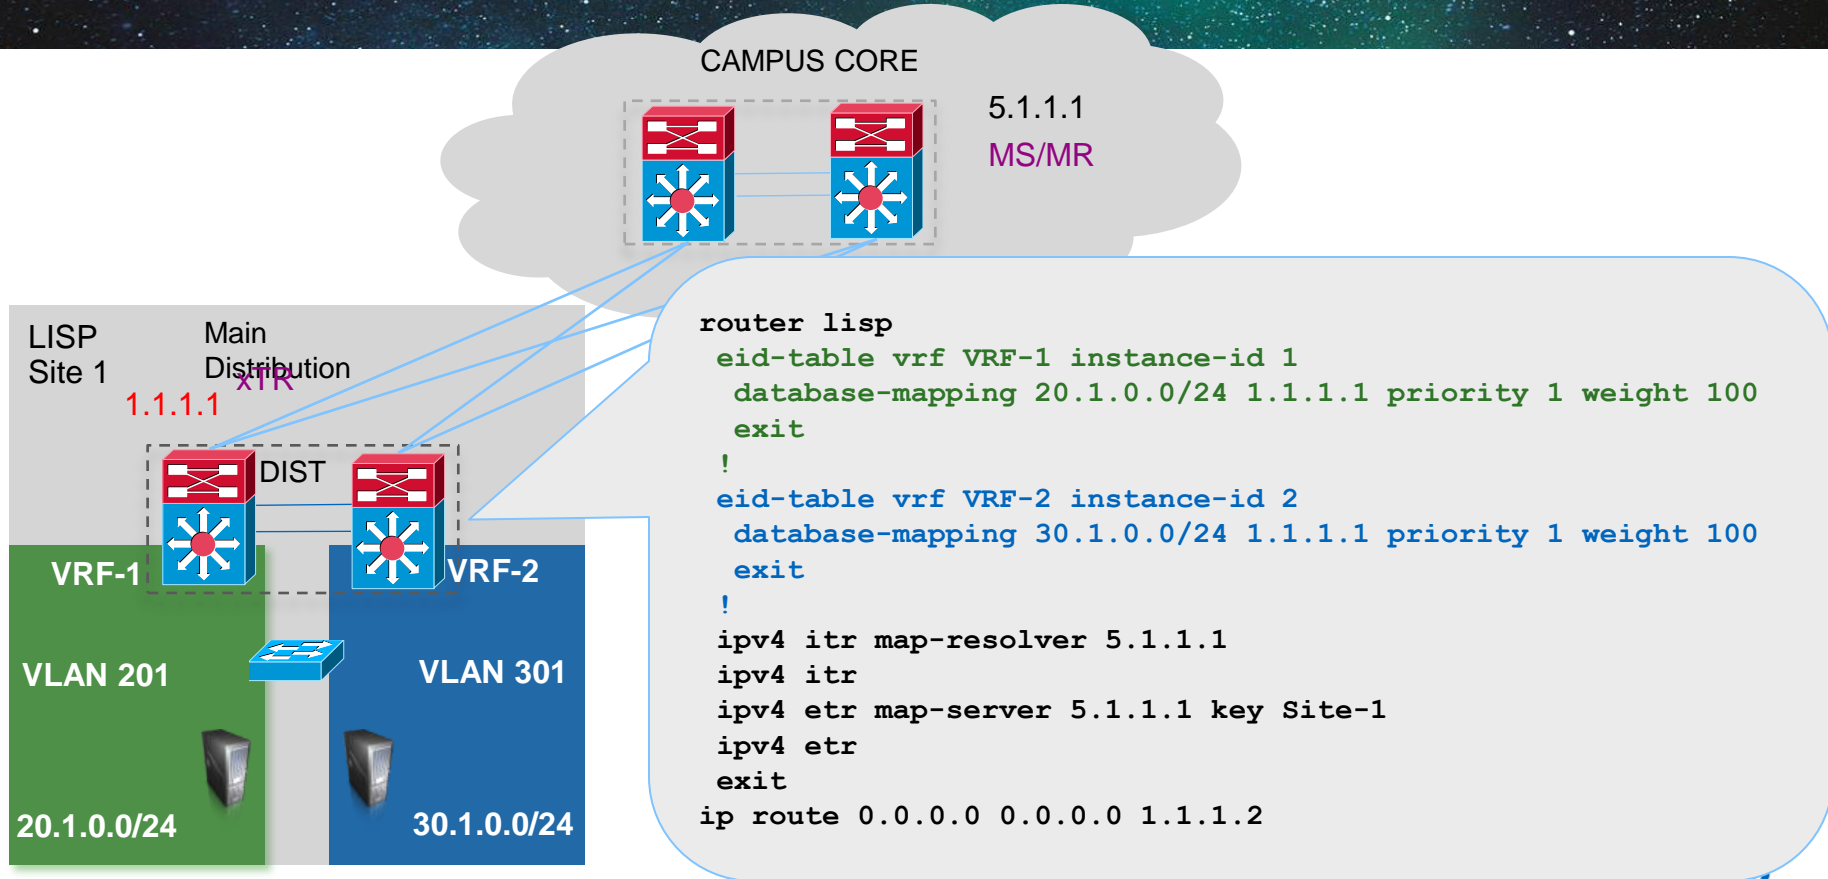 CAMPUS CORE
5.1.1.1
MS/MR
LISP
Site 1
Main
Distribution
xTR
1.1.1.1
DIST
VRF-1
VRF-2
VLAN 201
VLAN 301
20.1.0.0/24
30.1.0.0/24
router lisp
eid-table vrf VRF-1 instance-id 1
database-mapping 20.1.0.0/24 1.1.1.1 priority 1 weight 100
exit
!
eid-table vrf VRF-2 instance-id 2
database-mapping 30.1.0.0/24 1.1.1.1 priority 1 weight 100
exit
!
ipv4 itr map-resolver 5.1.1.1
ipv4 itr
ipv4 etr map-server 5.1.1.1 key Site-1
ipv4 etr
exit
ip route 0.0.0.0 0.0.0.0 1.1.1.2